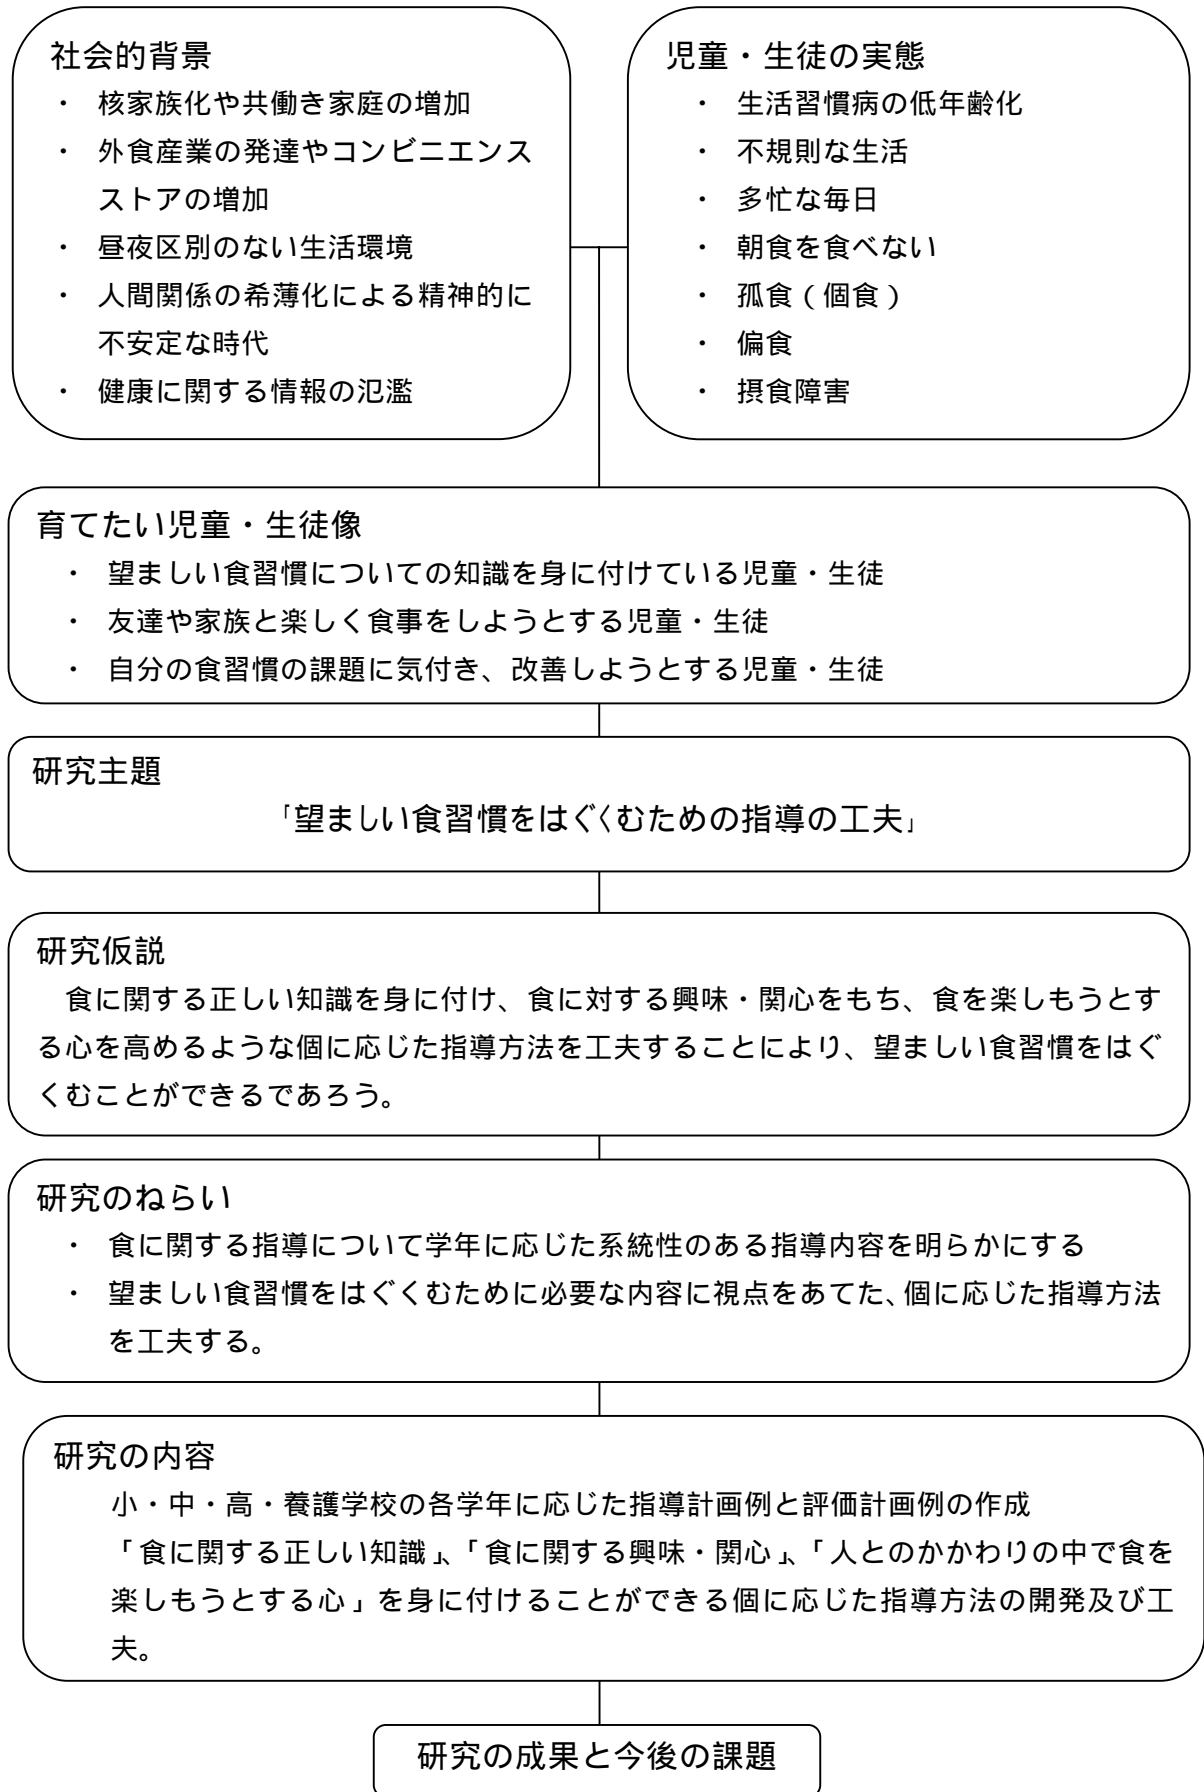 社会的背景
・ 核家族化や共働き家庭の増加
・ 外食産業の発達やコンビニエンス
ストアの増加
・ 昼夜区別のない生活環境
・ 人間関係の希薄化による精神的に
不安定な時代
・ 健康に関する情報の氾濫
児童・生徒の実態
・ 生活習慣病の低年齢化
・ 不規則な生活
・ 多忙な毎日
・ 朝食を食べない
・ 孤食(個食)
・ 偏食
・ 摂食障害
育てたい児童・生徒像
・ 望ましい食習慣についての知識を身に付けている児童・生徒
・ 友達や家族と楽しく食事をしようとする児童・生徒
・ 自分の食習慣の課題に気付き、改善しようとする児童・生徒
研究主題
「望ましい食習慣をはぐくむための指導の工夫」
研究仮説
食に関する正しい知識を身に付け、食に対する興味・関心をもち、食を楽しもうとす
る心を高めるような個に応じた指導方法を工夫することにより、望ましい食習慣をはぐ
くむことができるであろう。
研究のねらい
・ 食に関する指導について学年に応じた系統性のある指導内容を明らかにする
・ 望ましい食習慣をはぐくむために必要な内容に視点をあてた、個に応じた指導方法
を工夫する。
研究の内容
小・中・高・養護学校の各学年に応じた指導計画例と評価計画例の作成
「食に関する正しい知識」、「食に関する興味・関心」、「人とのかかわりの中で食を
楽しもうとする心」を身に付けることができる個に応じた指導方法の開発及び工
夫。
研究の成果と今後の課題